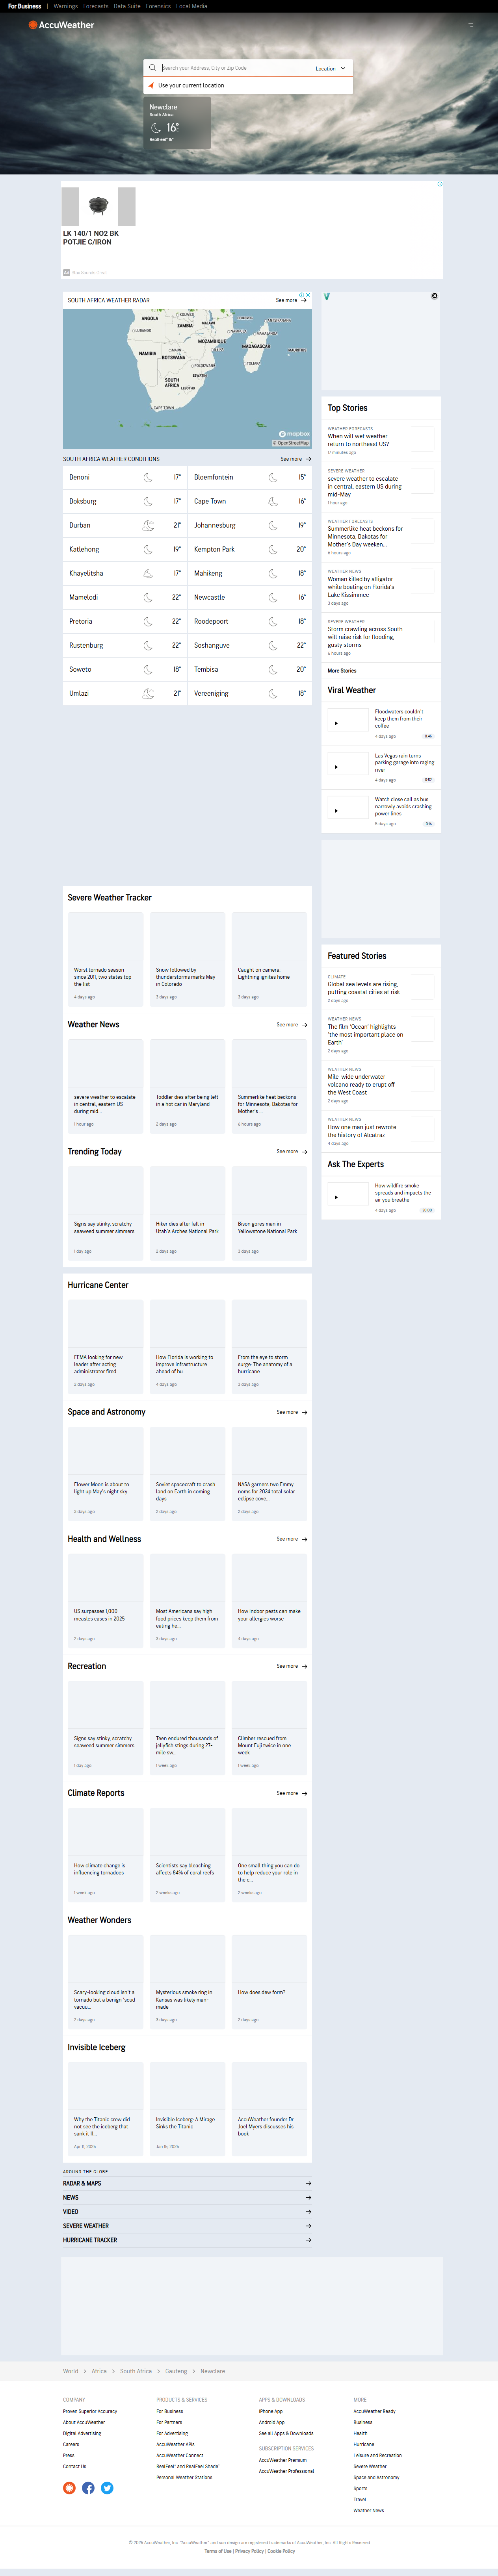 For Business | Warnings Forecasts Data Suite Forensics Local Media
AccuWeather
Search your Address, City or Zip Code Location
Use your current location
Newclare
South Africa
16°
RealFeel® 15°
LK 140/1 NO2 BK
POTJIE C/IRON
Ad
SOUTH AFRICA WEATHER RADAR See more
ANGOLA
ZAMBIA
MALAWI
COMOROS
MOZAMBIQUE
MADAGASCAR
MAURITIUS
NAMIBIA
BOTSWANA
SOUTH
AFRICA
ESWATINI
LESOTHO
CAPE TOWN
mapbox
© OpenStreetMap
SOUTH AFRICA WEATHER CONDITIONS See more
Benoni 17° Bloemfontein 15°
Boksburg 17° Cape Town 16°
Durban 21° Johannesburg 19°
Katlehong 19° Kempton Park 20°
Khayelitsha 17° Mahikeng 18°
Mamelodi 22° Newcastle 16°
Pretoria 22° Roodepoort 18°
Rustenburg 22° Soshanguve 22°
Soweto 18° Tembisa 20°
Umlazi 21° Vereeniging 18°
Top Stories
WEATHER FORECASTS
When will wet weather
return to northeast US?
17 minutes ago
SEVERE WEATHER
severe weather to escalate
in central, eastern US during
mid-May
1 hour ago
WEATHER FORECASTS
Summerlike heat beckons for
Minnesota, Dakotas for
Mother's Day weeken...
6 hours ago
WEATHER NEWS
Woman killed by alligator
while boating on Florida's
Lake Kissimmee
3 days ago
SEVERE WEATHER
Storm crawling across South
will raise risk for flooding,
gusty storms
6 hours ago
More Stories
Viral Weather
Floodwaters couldn't
keep them from their
coffee
4 days ago 0:46
Las Vegas rain turns
parking garage into raging
river
4 days ago 0:52
Watch close call as bus
narrowly avoids crashing
power lines
5 days ago 0:14
Severe Weather Tracker
Worst tornado season
since 2011, two states top
the list
4 days ago
Snow followed by
thunderstorms marks May
in Colorado
3 days ago
Caught on camera:
Lightning ignites home
3 days ago
Weather News See more
severe weather to escalate
in central, eastern US
during mid...
1 hour ago
Toddler dies after being left
in a hot car in Maryland
2 days ago
Summerlike heat beckons
for Minnesota, Dakotas for
Mother's ...
6 hours ago
Trending Today See more
Signs say stinky, scratchy
seaweed summer simmers
1 day ago
Hiker dies after fall in
Utah's Arches National Park
2 days ago
Bison gores man in
Yellowstone National Park
3 days ago
Featured Stories
CLIMATE
Global sea levels are rising,
putting coastal cities at risk
2 days ago
WEATHER NEWS
The film 'Ocean' highlights
'the most important place on
Earth'
2 days ago
WEATHER NEWS
Mile-wide underwater
volcano ready to erupt off
the West Coast
2 days ago
WEATHER NEWS
How one man just rewrote
the history of Alcatraz
4 days ago
Ask The Experts
How wildfire smoke
spreads and impacts the
air you breathe
4 days ago 28:00
Hurricane Center
FEMA looking for new
leader after acting
administrator fired
2 days ago
How Florida is working to
improve infrastructure
ahead of hu...
4 days ago
From the eye to storm
surge: The anatomy of a
hurricane
3 days ago
Space and Astronomy See more
Flower Moon is about to
light up May's night sky
3 days ago
Soviet spacecraft to crash
land on Earth in coming
days
2 days ago
NASA garners two Emmy
noms for 2024 total solar
eclipse cove...
2 days ago
Health and Wellness See more
US surpasses 1,000
measles cases in 2025
2 days ago
Most Americans say high
food prices keep them from
eating he...
3 days ago
How indoor pests can make
your allergies worse
4 days ago
Recreation See more
Signs say stinky, scratchy
seaweed summer simmers
1 day ago
Teen endured thousands of
jellyfish stings during 27-
mile sw...
1 week ago
Climber rescued from
Mount Fuji twice in one
week
1 week ago
Climate Reports See more
How climate change is
influencing tornadoes
1 week ago
Scientists say bleaching
affects 84% of coral reefs
2 weeks ago
One small thing you can do
to help reduce your role in
the c...
2 weeks ago
Weather Wonders
Scary-looking cloud isn't a
tornado but a benign 'scud
vacuu...
2 days ago
Mysterious smoke ring in
Kansas was likely man-
made
3 days ago
How does dew form?
2 days ago
Invisible Iceberg
Why the Titanic crew did
not see the iceberg that
sank it 11...
Apr 11, 2025
Invisible Iceberg: A Mirage
Sinks the Titanic
Jan 15, 2025
AccuWeather founder Dr.
Joel Myers discusses his
book
AROUND THE GLOBE
RADAR & MAPS
NEWS
VIDEO
SEVERE WEATHER
HURRICANE TRACKER
World > Africa > South Africa > Gauteng > Newclare
COMPANY
Proven Superior Accuracy
About AccuWeather
Digital Advertising
Careers
Press
Contact Us
PRODUCTS & SERVICES
For Business
For Partners
For Advertising
AccuWeather APIs
AccuWeather Connect
RealFeel® and RealFeel Shade™
Personal Weather Stations
APPS & DOWNLOADS
iPhone App
Android App
See all Apps & Downloads
SUBSCRIPTION SERVICES
AccuWeather Premium
AccuWeather Professional
MORE
AccuWeather Ready
Business
Health
Hurricane
Leisure and Recreation
Severe Weather
Space and Astronomy
Sports
Travel
Weather News
© 2025 AccuWeather, Inc. "AccuWeather" and sun design are registered trademarks of AccuWeather, Inc. All Rights Reserved.
Terms of Use | Privacy Policy | Cookie Policy